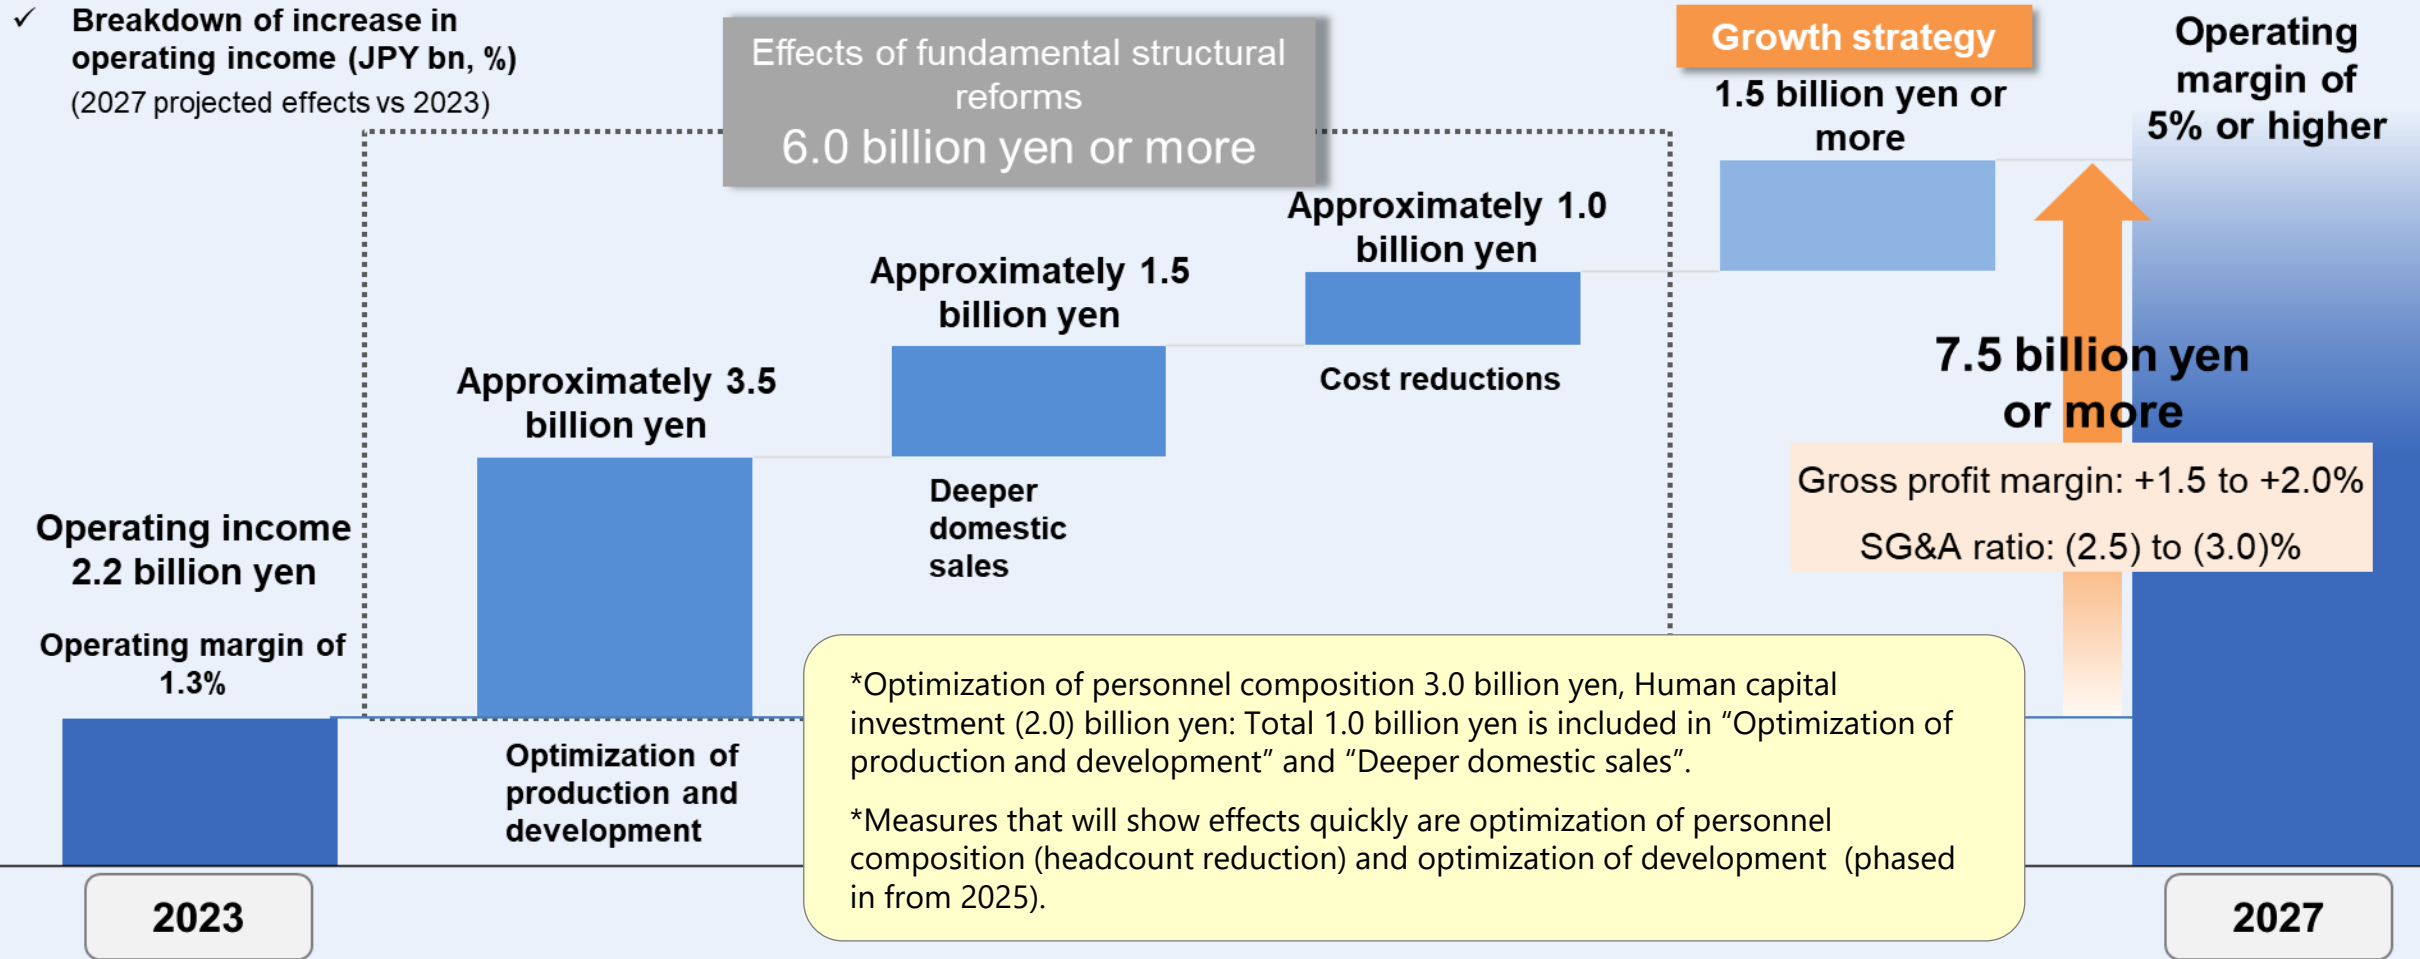 ✓ Breakdown of increase in
operating income (JPY bn, %)
(2027 projected effects vs 2023)
Effects of fundamental structural
reforms
6.0 billion yen or more
Growth strategy
1.5 billion yen or
more
Operating
margin of
5% or higher
Operating income
2.2 billion yen
Operating margin of
1.3%
Approximately 3.5
billion yen
Optimization of
production and
development
Approximately 1.5
billion yen
Deeper
domestic
sales
Approximately 1.0
billion yen
Cost reductions
7.5 billion yen
or more
Gross profit margin: +1.5 to +2.0%
SG&A ratio: (2.5) to (3.0)%
*Optimization of personnel composition 3.0 billion yen, Human capital
investment (2.0) billion yen: Total 1.0 billion yen is included in “Optimization of
production and development” and “Deeper domestic sales”.
*Measures that will show effects quickly are optimization of personnel
composition (headcount reduction) and optimization of development (phased
in from 2025).
2023
2027